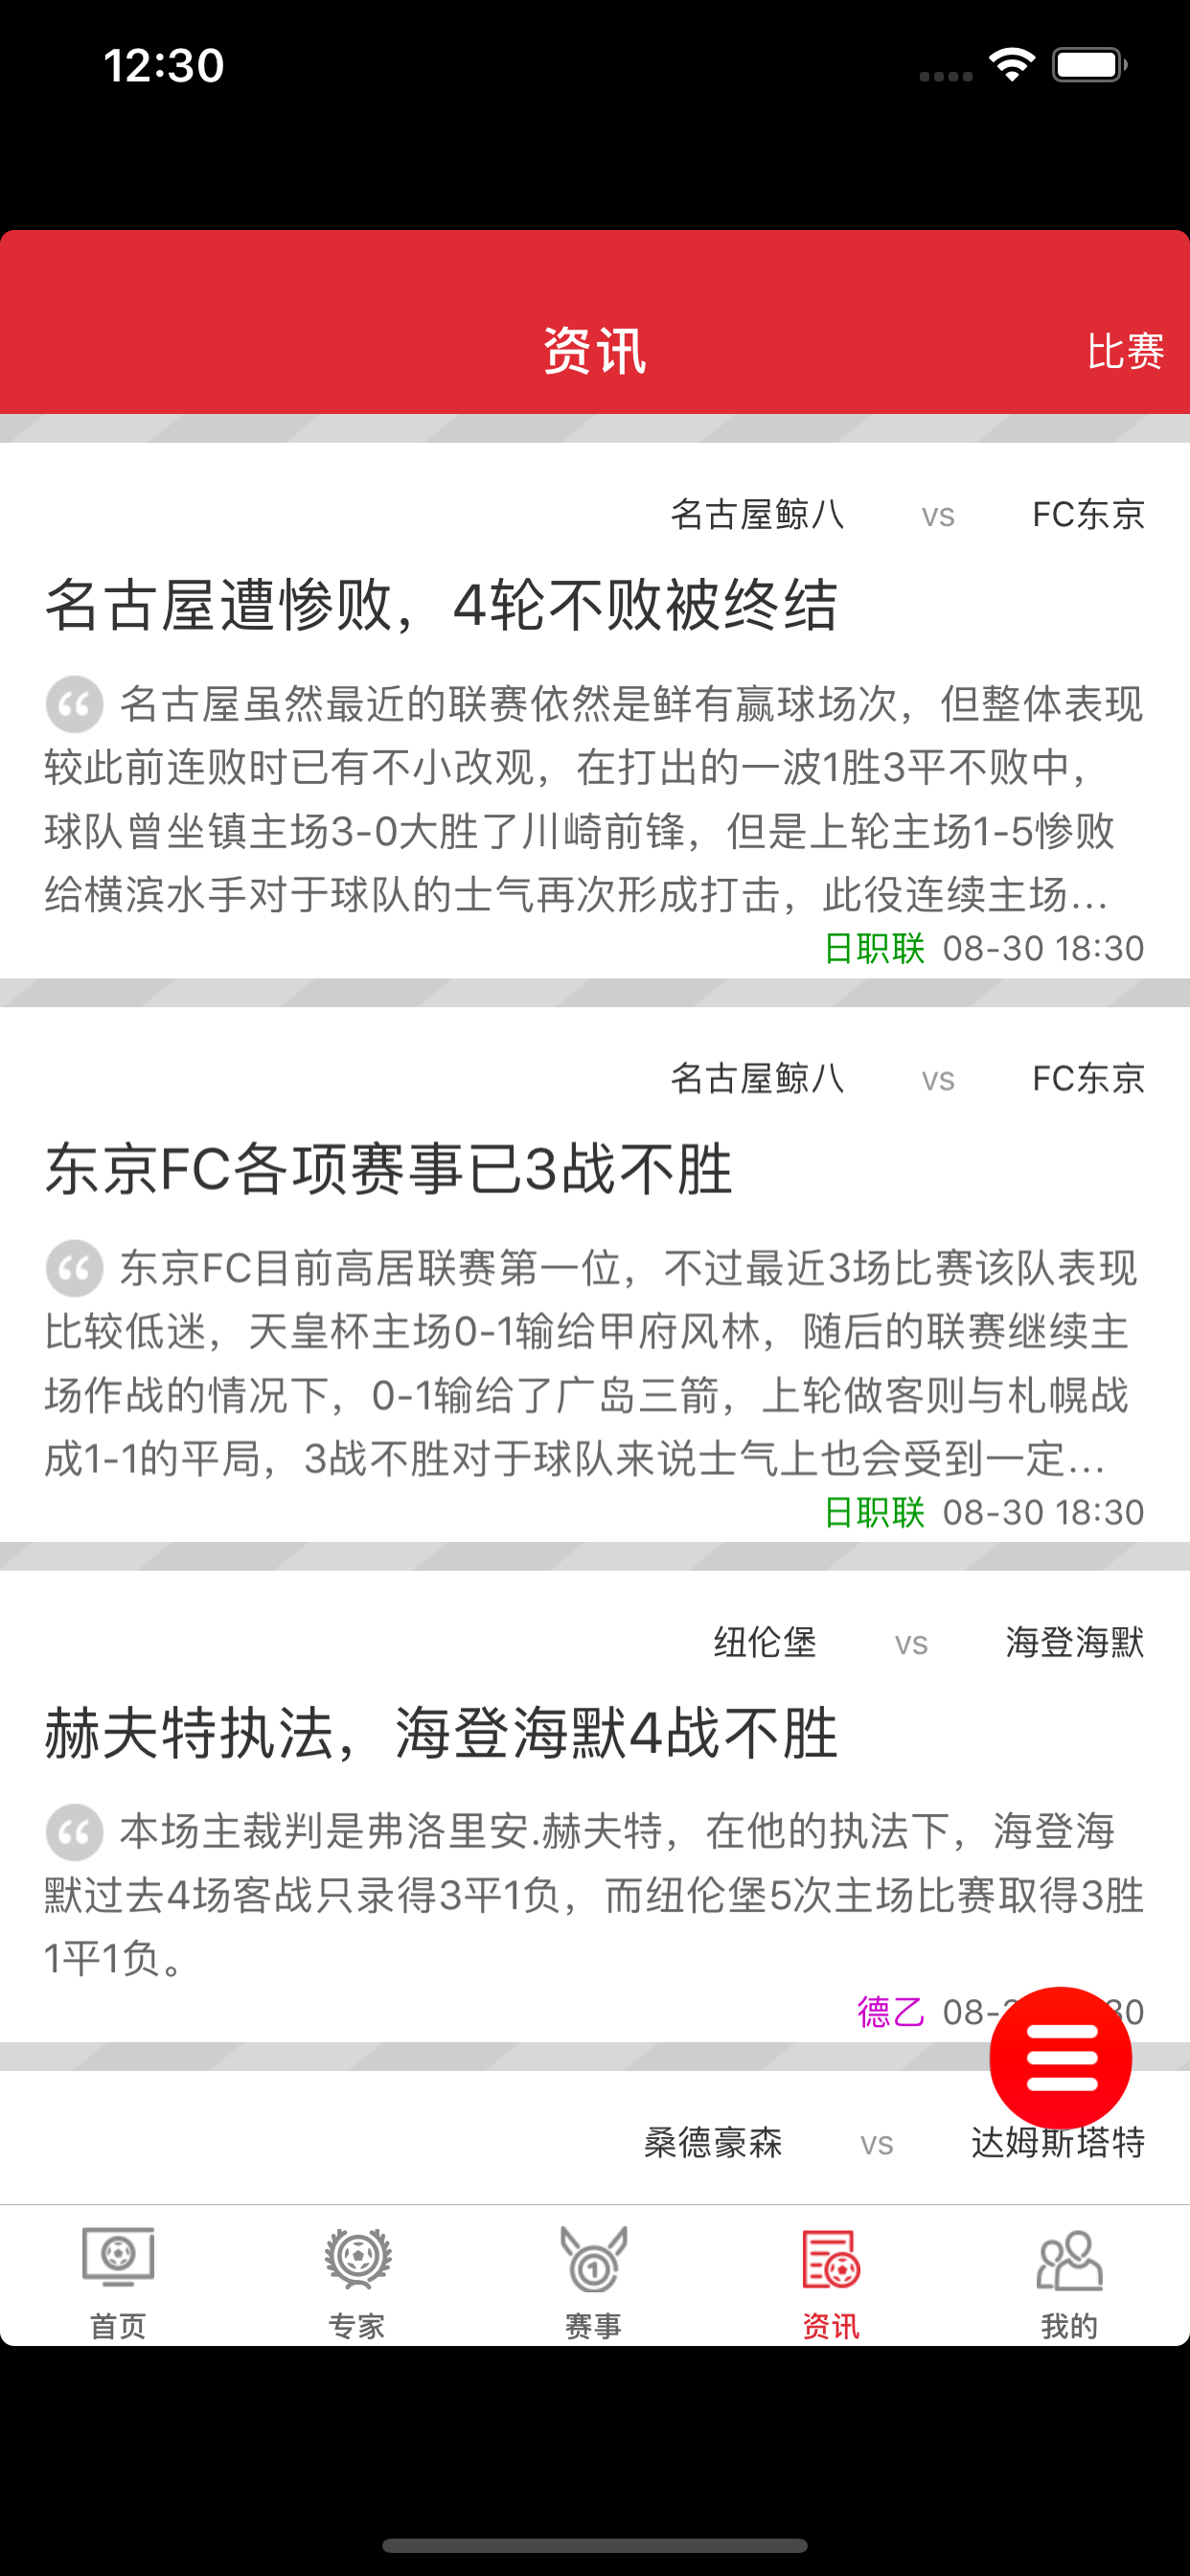 12:30
资讯
比赛
名古屋鲸八 vs FC东京
名古屋遭惨败，4轮不败被终结
名古屋虽然最近的联赛依然是鲜有赢球场次，但整体表现
较此前连败时已有不小改观，在打出的一波1胜3平不败中，
球队曾坐镇主场3-0大胜了川崎前锋，但是上轮主场1-5惨败
给横滨水手对于球队的士气再次形成打击，此役连续主场...
日职联 08-30 18:30
名古屋鲸八 vs FC东京
东京FC各项赛事已3战不胜
东京FC目前高居联赛第一位，不过最近3场比赛该队表现
比较低迷，天皇杯主场0-1输给甲府风林，随后的联赛继续主
场作战的情况下，0-1输给了广岛三箭，上轮做客则与札幌战
成1-1的平局，3战不胜对于球队来说士气上也会受到一定...
日职联 08-30 18:30
纽伦堡 vs 海登海默
赫夫特执法，海登海默4战不胜
本场主裁判是弗洛里安.赫夫特，在他的执法下，海登海
默过去4场客战只录得3平1负，而纽伦堡5次主场比赛取得3胜
1平1负。
德乙
桑德豪森 vs 达姆斯塔特
首页
专家
赛事
资讯
我的